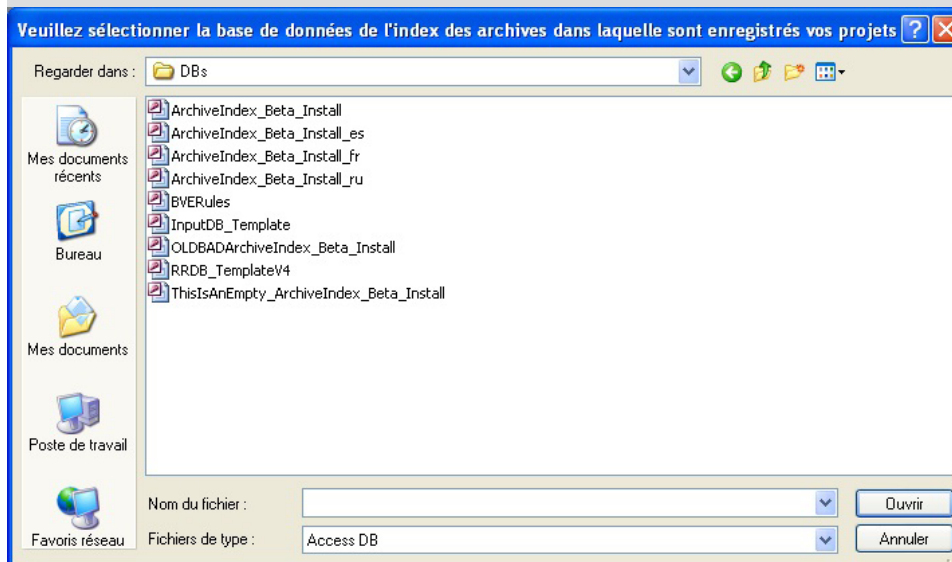 Veuillez sélectionner la base de données de l'index des archives dans laquelle sont enregistrés vos projets
Regarder dans :
DBs
Mes documents
récents
Bureau
Mes documents
Poste de travail
Favoris réseau
ArchiveIndex_Beta_Install
ArchiveIndex_Beta_Install_es
ArchiveIndex_Beta_Install_fr
ArchiveIndex_Beta_Install_ru
BVERules
InputDB_Template
OLDBADArchiveIndex_Beta_Install
RRDB_TemplateV4
ThisIsAnEmpty_ArchiveIndex_Beta_Install
Nom du fichier :
Ouvrir
Fichiers de type :
Access DB
Annuler